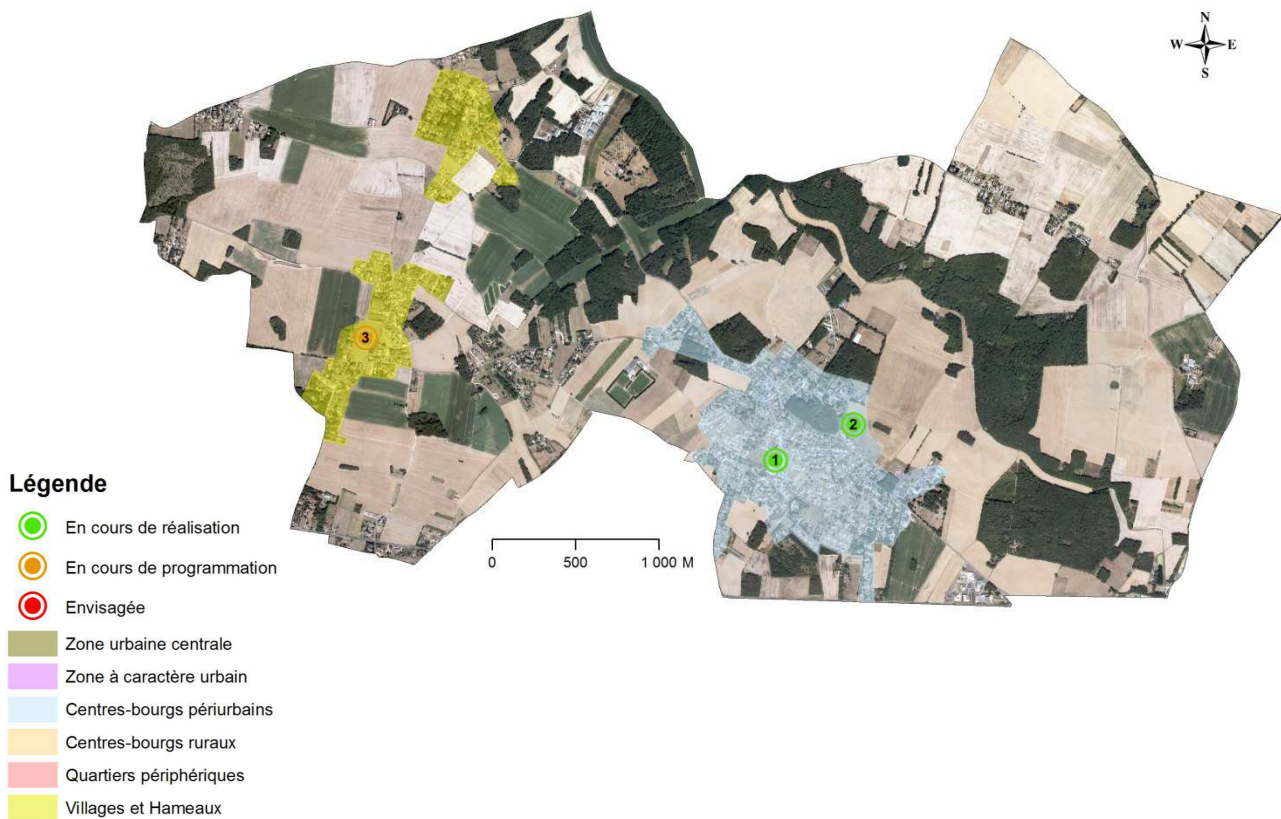 N
W E
S
3
2
1
Légende
En cours de réalisation
En cours de programmation
Envisagée
0 500 1 000 M
Zone urbaine centrale
Zone à caractère urbain
Centres-bourgs périurbains
Centres-bourgs ruraux
Quartiers périphériques
Villages et Hameaux